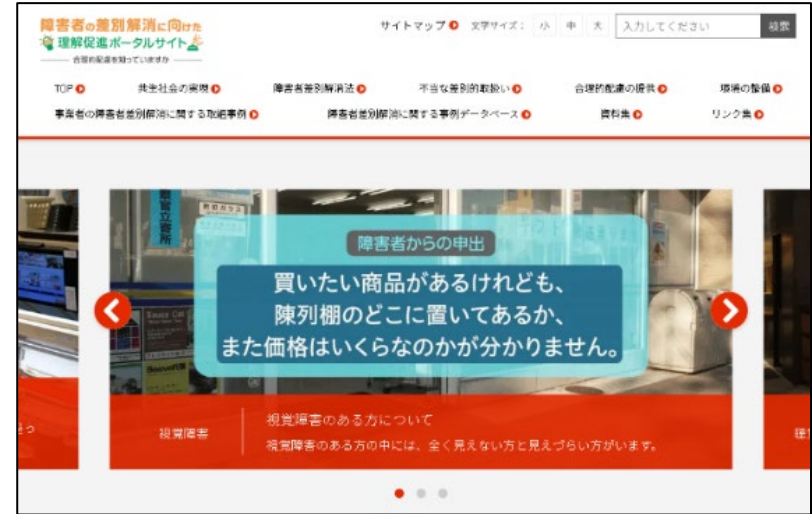 障害者の差別解消に向けた
理解促進ポータルサイト
合理的配慮を知っていますか
サイトマップ 文字サイズ: 小 中 大 入力してください 検索
TOP 共生社会の実現 障害者差別解消法 不当な差別的取扱い 合理的配慮の提供 環境の整備
事業者の障害者差別解消に関する取組事例 障害者差別解消に関する事例データベース 資料集 リンク集
障害者からの申出
買いたい商品があるけれども、
陳列棚のどこに置いてあるか、
また価格はいくらなのかが分かりません。
視覚障害
視覚障害のある方について
視覚障害のある方の中には、全く見えない方と見えづらい方がいます。